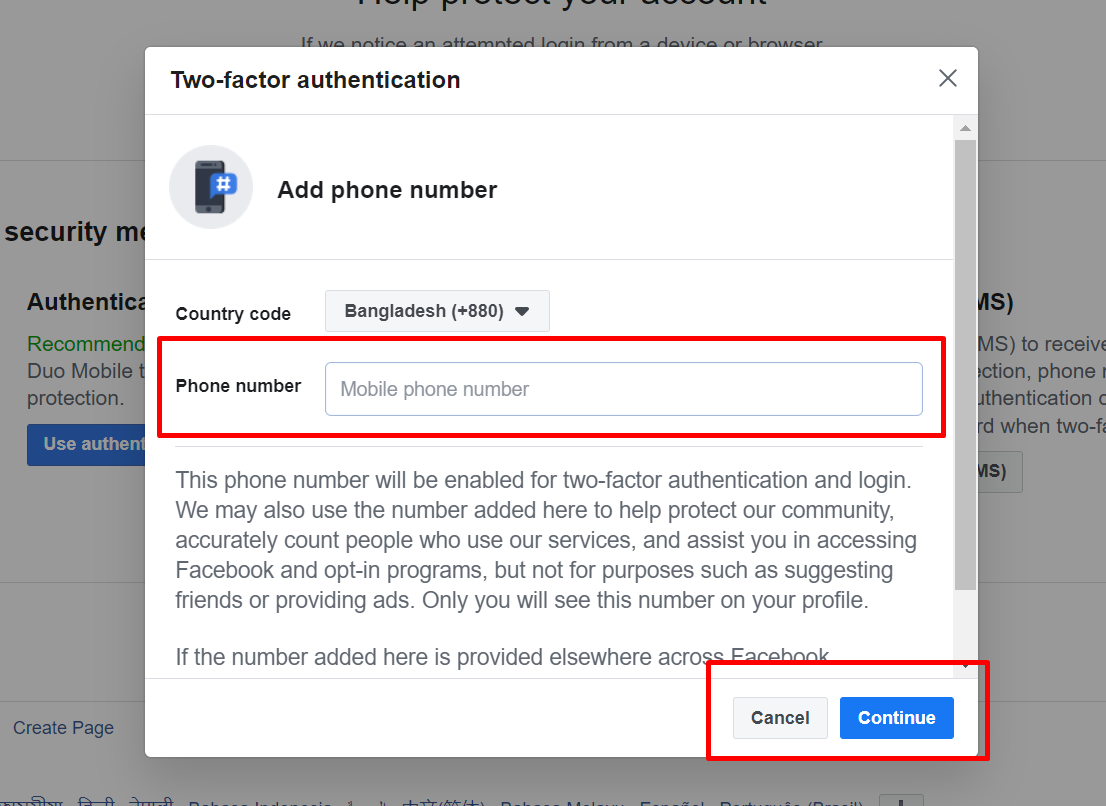 Help protect your account
If we notice an attempted login from a device or browser
Two-factor authentication
#
Add phone number
security
Authentica
MS)
Country code
Bangladesh (+880)
Recommend
MS) to receive
Duo Mobile
ection, phone
protection.
uthentication
rd when two-fa
Phone number
Mobile phone number
Use authent
MS)
This phone number will be enabled for two-factor authentication and login.
We may also use the number added here to help protect our community,
accurately count people who use our services, and assist you in accessing
Facebook and opt-in programs, but not for purposes such as suggesting
friends or providing ads. Only you will see this number on your profile.
If the number added here is provided elsewhere across Facebook
Cancel
Continue
Create Page
हिन्दी नेपाली Bahasa Indonesia 中文(简体) Bahasa Melayu Español Português (Brasil)